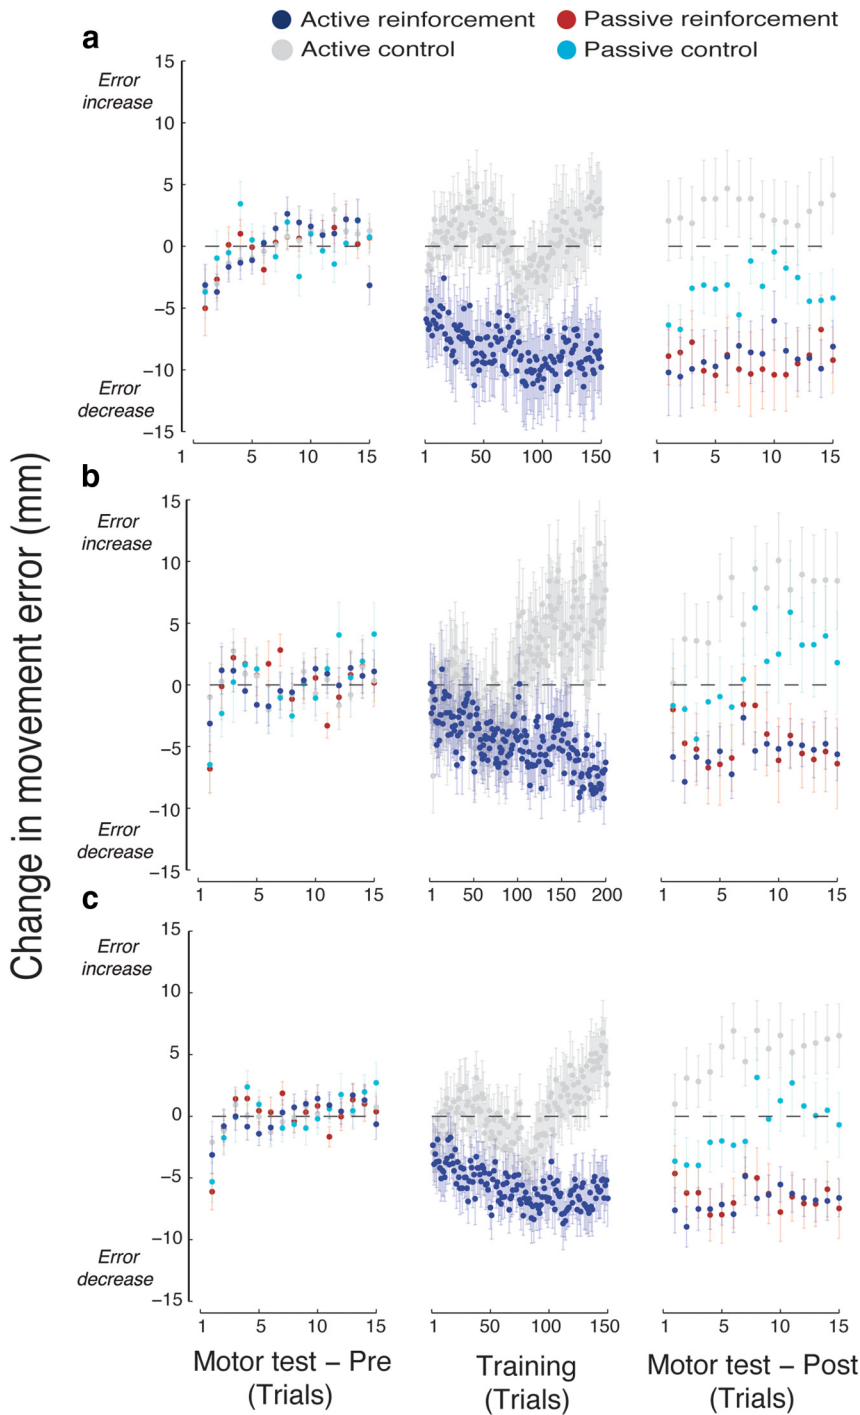 Active reinforcement Passive reinforcement
Active control Passive control
a
Error
increase
Error
decrease
15
10
5
0
−5
−10
−15
1 5 10 15
1 50 100 150
1 5 10 15
b
Error
increase
Error
decrease
15
10
5
0
−5
−10
−15
1 5 10 15
1 50 100 150 200
1 5 10 15
c
Error
increase
Error
decrease
15
10
5
0
−5
−10
−15
1 5 10 15
1 50 100 150
1 5 10 15
Change in movement error (mm)
Motor test – Pre
(Trials)
Training
(Trials)
Motor test – Post
(Trials)